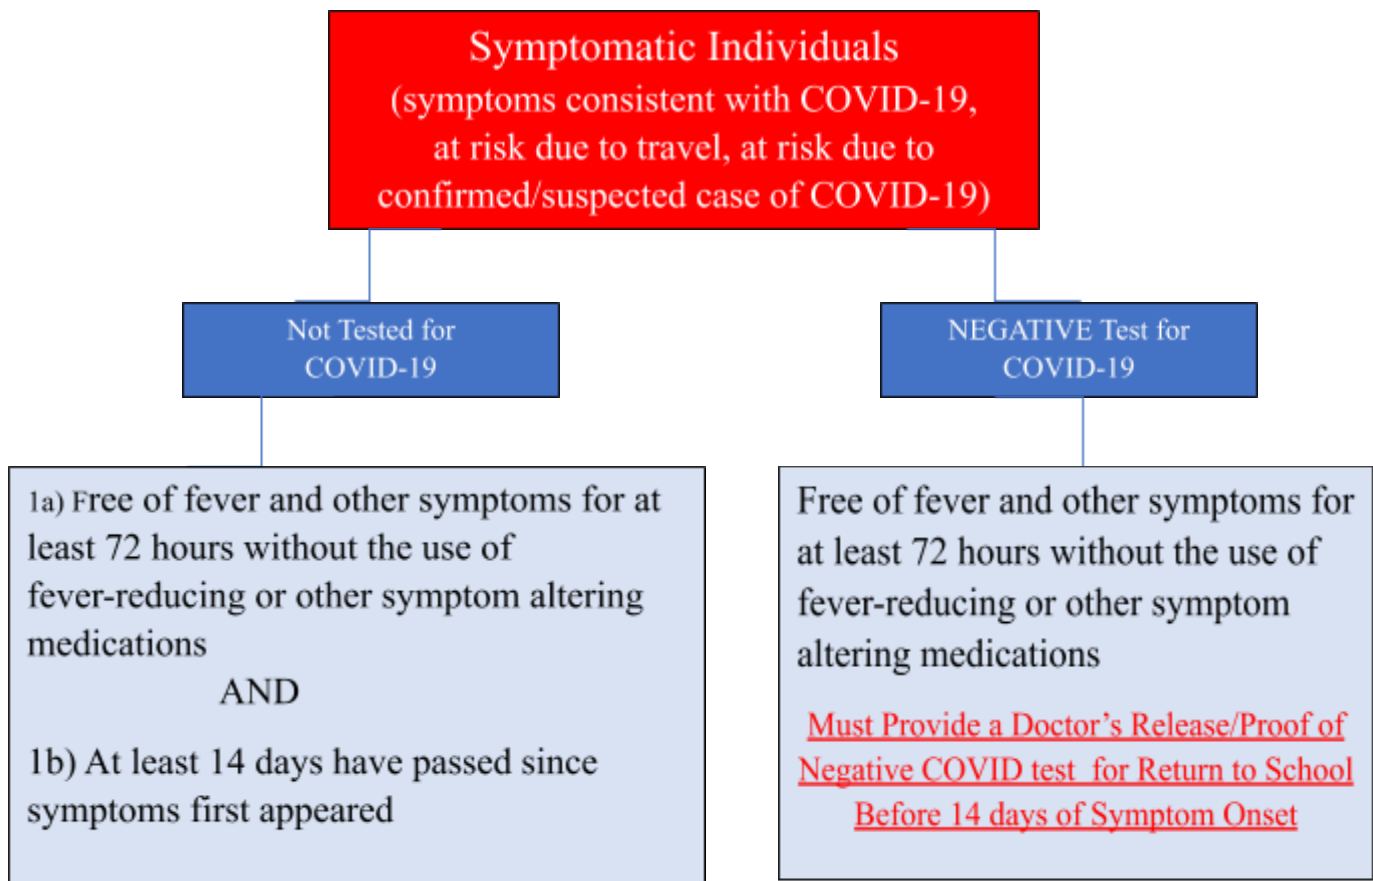 Symptomatic Individuals
(symptoms consistent with COVID-19,
at risk due to travel, at risk due to
confirmed/suspected case of COVID-19)
Not Tested for
COVID-19
NEGATIVE Test for
COVID-19
1a) Free of fever and other symptoms for at
least 72 hours without the use of
fever-reducing or other symptom altering
medications
AND
1b) At least 14 days have passed since
symptoms first appeared
Free of fever and other symptoms for
at least 72 hours without the use of
fever-reducing or other symptom
altering medications
Must Provide a Doctor’s Release/Proof of
Negative COVID test  for Return to School
Before 14 days of Symptom Onset